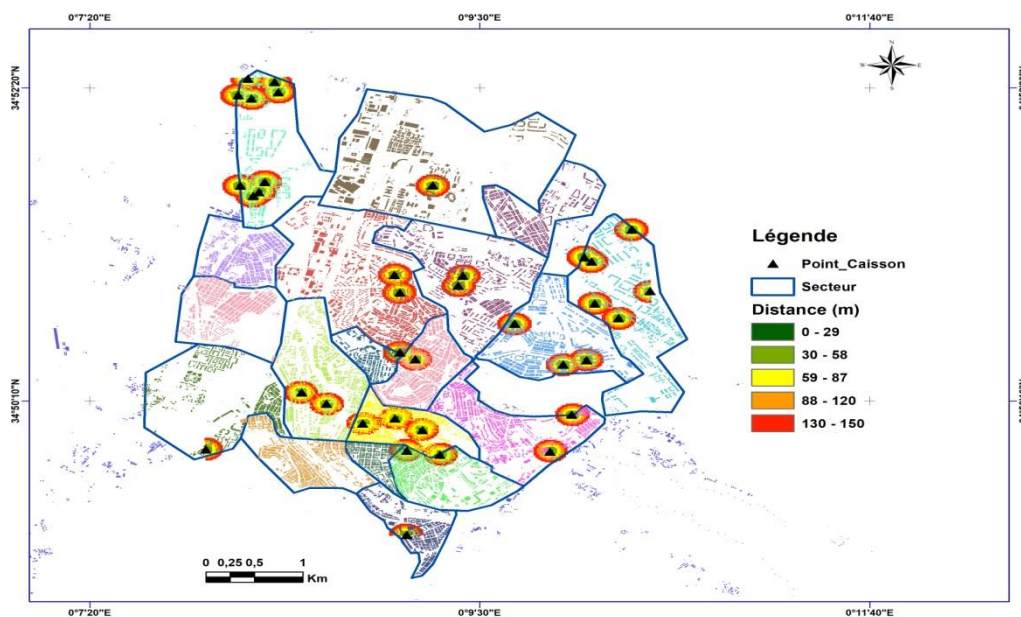 0°7'20"E 0°9'30"E 0°11'40"E
N
W E
S
34°52'20"N
Légende
Point_Caisson
Secteur
Distance (m)
0 - 29
30 - 58
59 - 87
88 - 120
130 - 150
34°50'10"N
0 0,25 0,5 1
Km
0°7'20"E 0°9'30"E 0°11'40"E